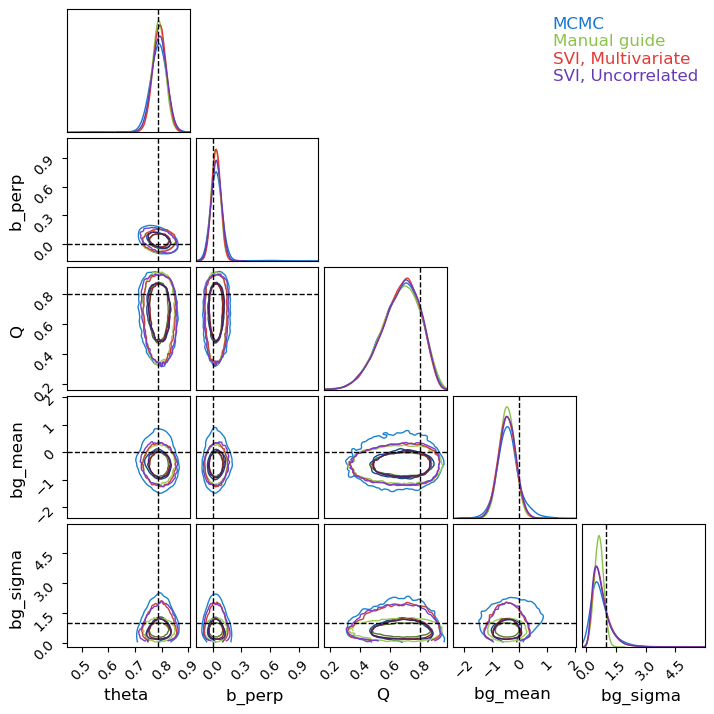 MCMC
Manual guide
SVI, Multivariate
SVI, Uncorrelated
b_perp
0.9
0.6
0.3
0.0
Q
0.8
0.6
0.4
0.2
bg_mean
2
1
0
−1
−2
bg_sigma
4.5
3.0
1.5
0.0
0.5 0.6 0.7 0.8 0.9
0.0 0.3 0.6 0.9
0.2 0.4 0.6 0.8
−2 −1 0 1 2
0.0 1.5 3.0 4.5
theta b_perp Q bg_mean bg_sigma